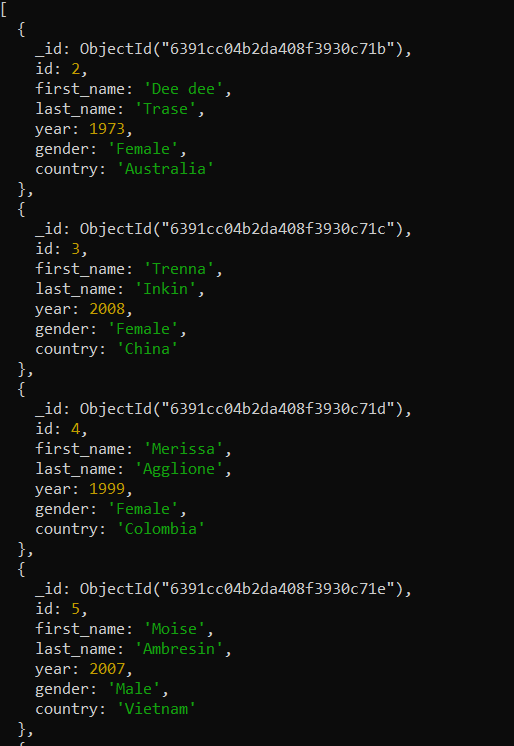 [
  {
    _id: ObjectId("6391cc04b2da408f3930c71b"),
    id: 2,
    first_name: 'Dee dee',
    last_name: 'Trase',
    year: 1973,
    gender: 'Female',
    country: 'Australia'
  },
  {
    _id: ObjectId("6391cc04b2da408f3930c71c"),
    id: 3,
    first_name: 'Trenna',
    last_name: 'Inkin',
    year: 2008,
    gender: 'Female',
    country: 'China'
  },
  {
    _id: ObjectId("6391cc04b2da408f3930c71d"),
    id: 4,
    first_name: 'Merissa',
    last_name: 'Agglione',
    year: 1999,
    gender: 'Female',
    country: 'Colombia'
  },
  {
    _id: ObjectId("6391cc04b2da408f3930c71e"),
    id: 5,
    first_name: 'Moise',
    last_name: 'Ambresin',
    year: 2007,
    gender: 'Male',
    country: 'Vietnam'
  },